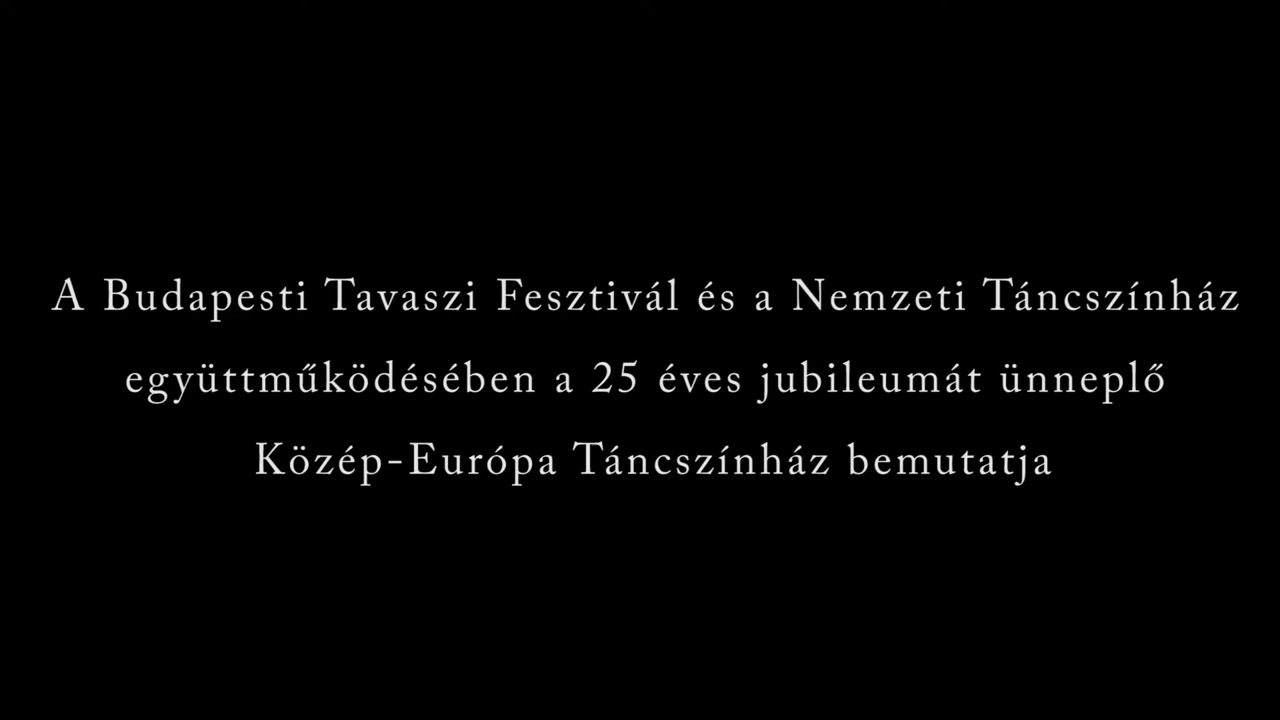 A Budapesti Tavaszi Fesztivál és a Nemzeti Táncszínház
együttműködésében a 25 éves jubileumát ünneplő
Közép-Európa Táncszínház bemutatja